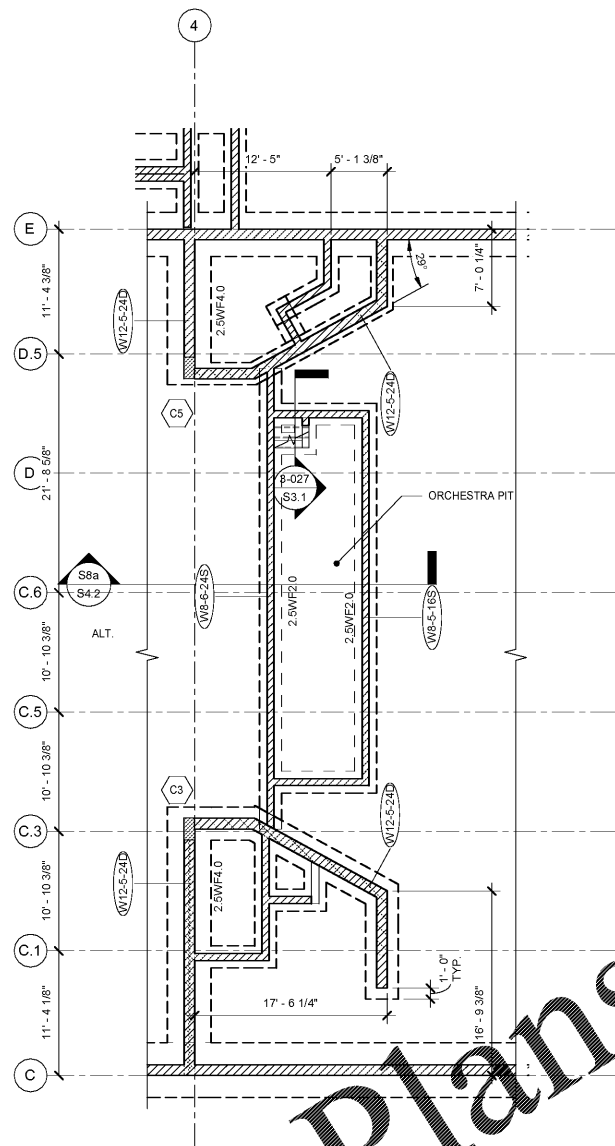 4
12' - 5"
5' - 1 3/8"
E
11' - 4 3/8"
W12-5-24D
2.5WF4.0
29°
7' - 0 1/4"
D.5
W12-5-24D
C5
D
21' - 8 5/8"
8-027
S3.1
ORCHESTRA PIT
S8a
S4.2
ALT.
C.6
W8-6-24S
2.5WF2.0
2.5WF2.0
W8-5-16S
10' - 10 3/8"
C.5
10' - 10 3/8"
C3
W12-5-24D
C.3
W12-5-24D
2.5WF4.0
10' - 10 3/8"
C.1
1' - 0"
TYP.
17' - 6 1/4"
11' - 4 1/8"
16' - 9 3/8"
C
Plans